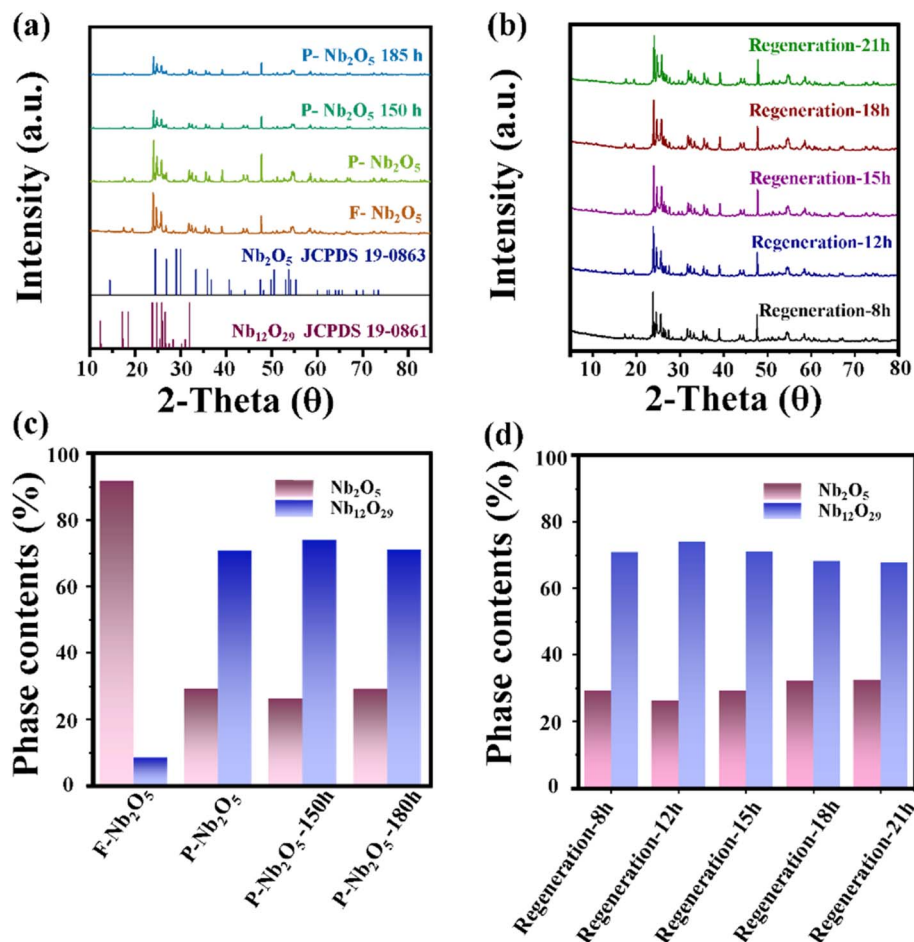 (a)
P- Nb₂O₅ 185 h
P- Nb₂O₅ 150 h
P- Nb₂O₅
F- Nb₂O₅
Nb₂O₅ JCPDS 19-0863
Nb₁₂O₂₉ JCPDS 19-0861
Intensity (a.u.)
10 20 30 40 50 60 70 80
2-Theta (θ)
(b)
Regeneration-21h
Regeneration-18h
Regeneration-15h
Regeneration-12h
Regeneration-8h
Intensity (a.u.)
10 20 30 40 50 60 70 80
2-Theta (θ)
(c)
Phase contents (%)
100
80
60
40
20
0
Nb₂O₅
Nb₁₂O₂₉
F-Nb₂O₅
P-Nb₂O₅
P-Nb₂O₅-150h
P-Nb₂O₅-180h
(d)
Phase contents (%)
100
80
60
40
20
0
Nb₂O₅
Nb₁₂O₂₉
Regeneration-8h
Regeneration-12h
Regeneration-15h
Regeneration-18h
Regeneration-21h